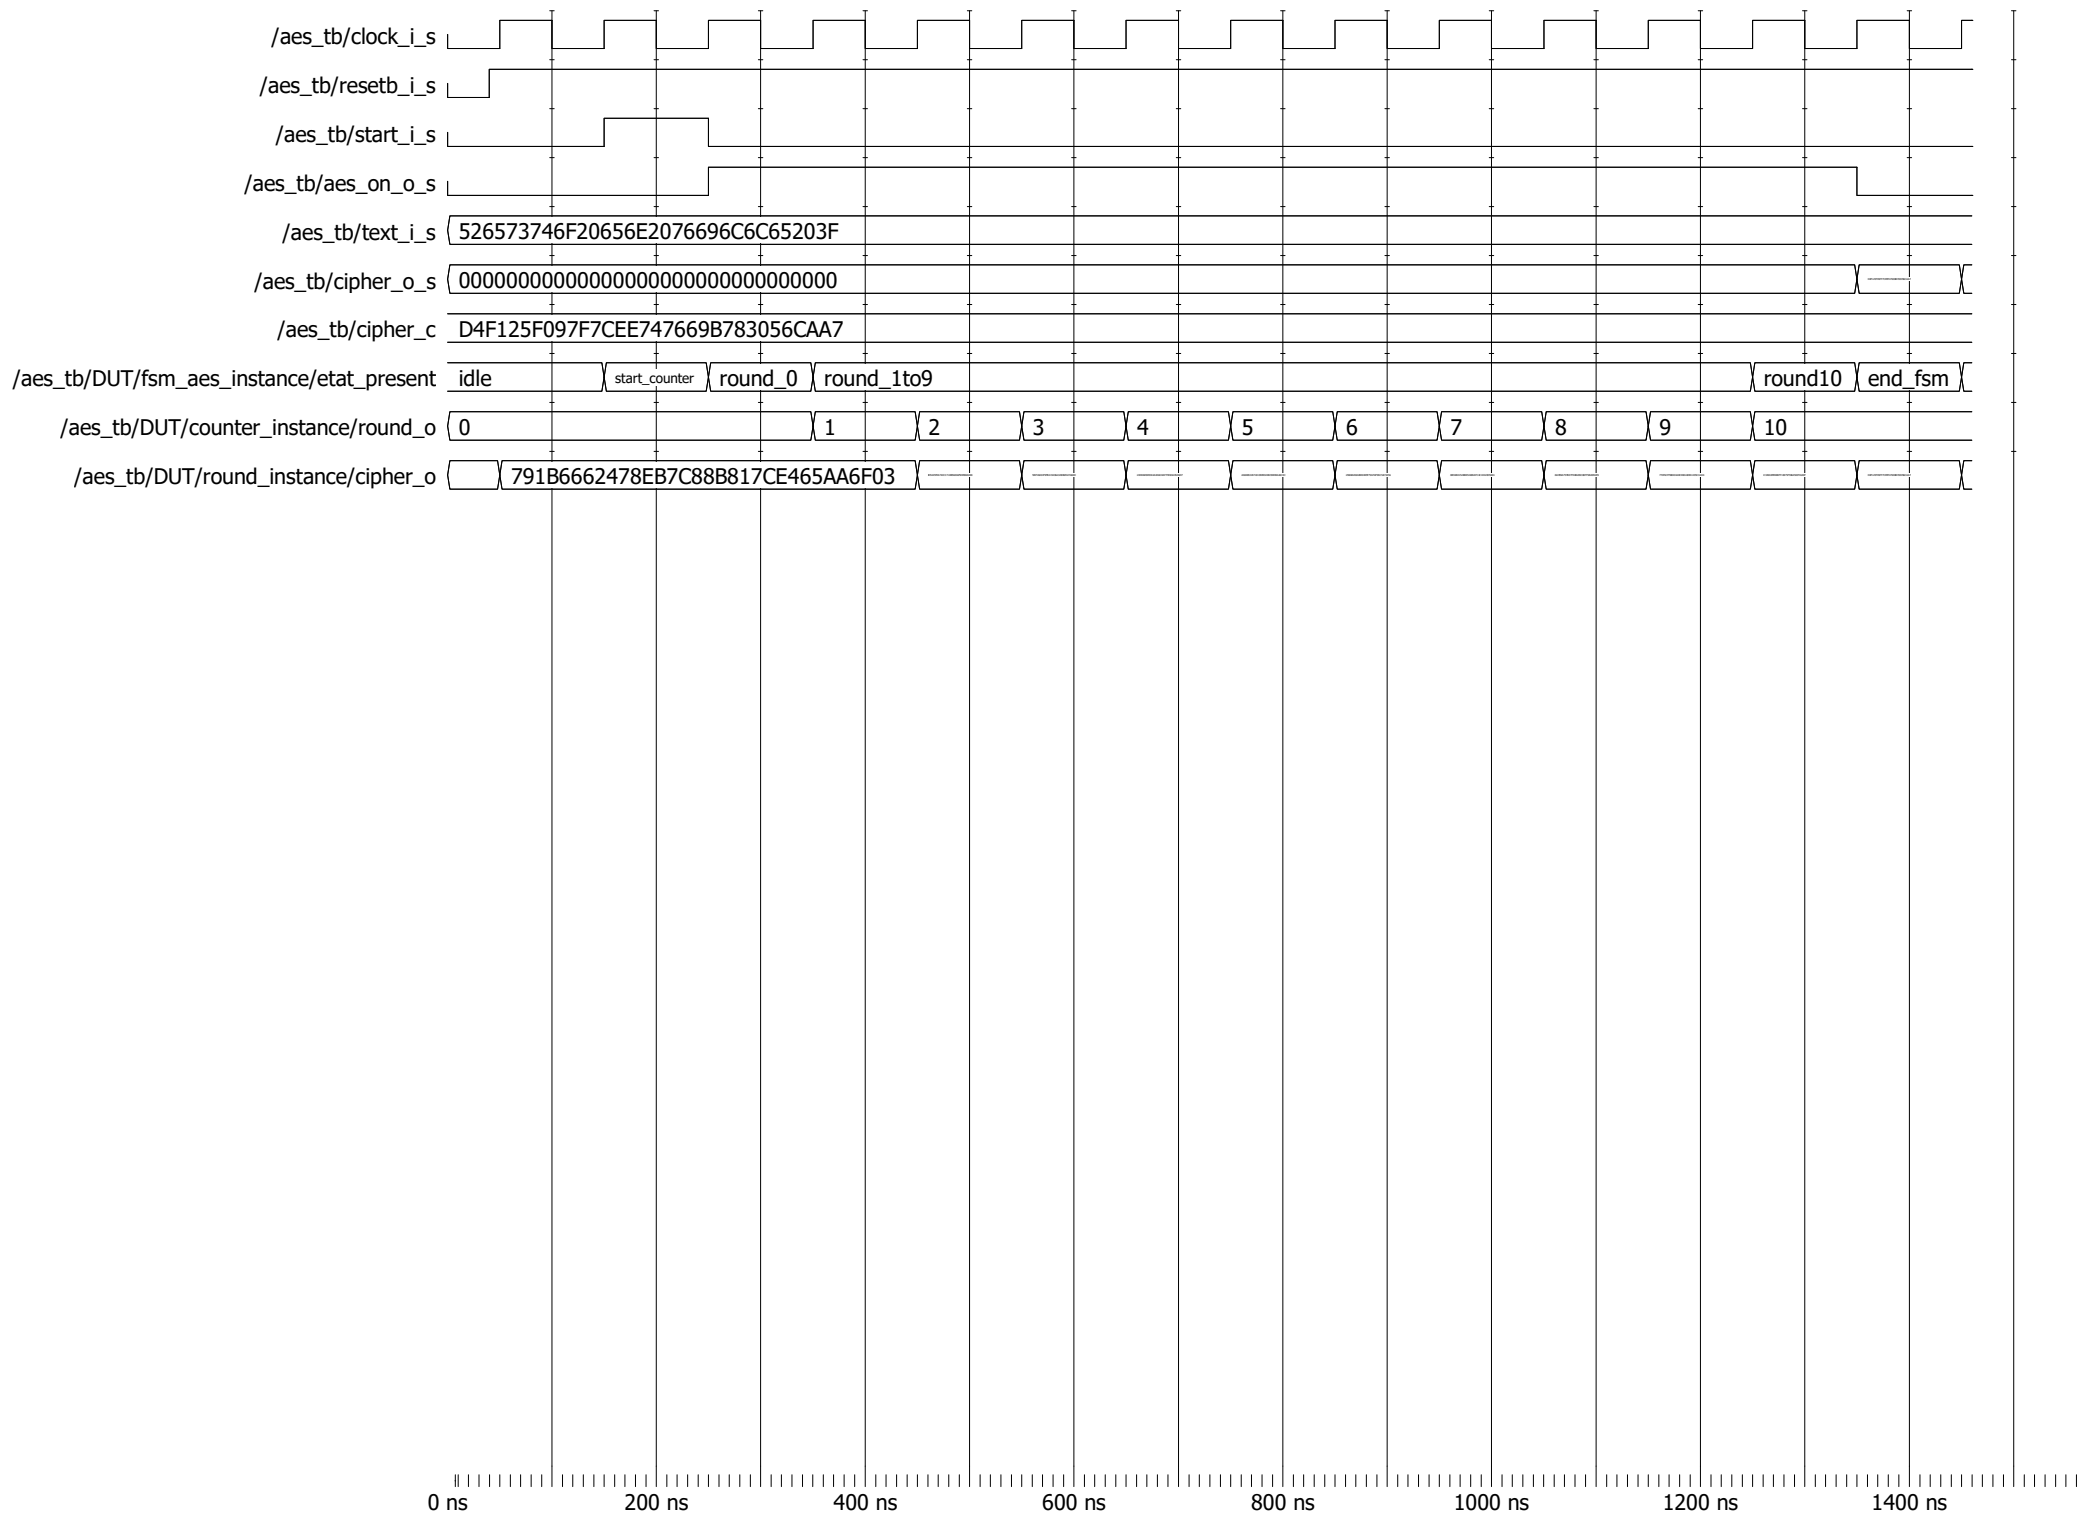 /aes_tb/clock_i_s
/aes_tb/resetb_i_s
/aes_tb/start_i_s
/aes_tb/aes_on_o_s
/aes_tb/text_i_s 526573746F20656E2076696C6C65203F
/aes_tb/cipher_o_s 00000000000000000000000000000000
/aes_tb/cipher_c D4F125F097F7CEE747669B783056CAA7
/aes_tb/DUT/fsm_aes_instance/etat_present idle start_counter round_0 round_1to9 round10 end_fsm
/aes_tb/DUT/counter_instance/round_o 0 1 2 3 4 5 6 7 8 9 10
/aes_tb/DUT/round_instance/cipher_o 791B6662478EB7C88B817CE465AA6F03
0 ns 200 ns 400 ns 600 ns 800 ns 1000 ns 1200 ns 1400 ns